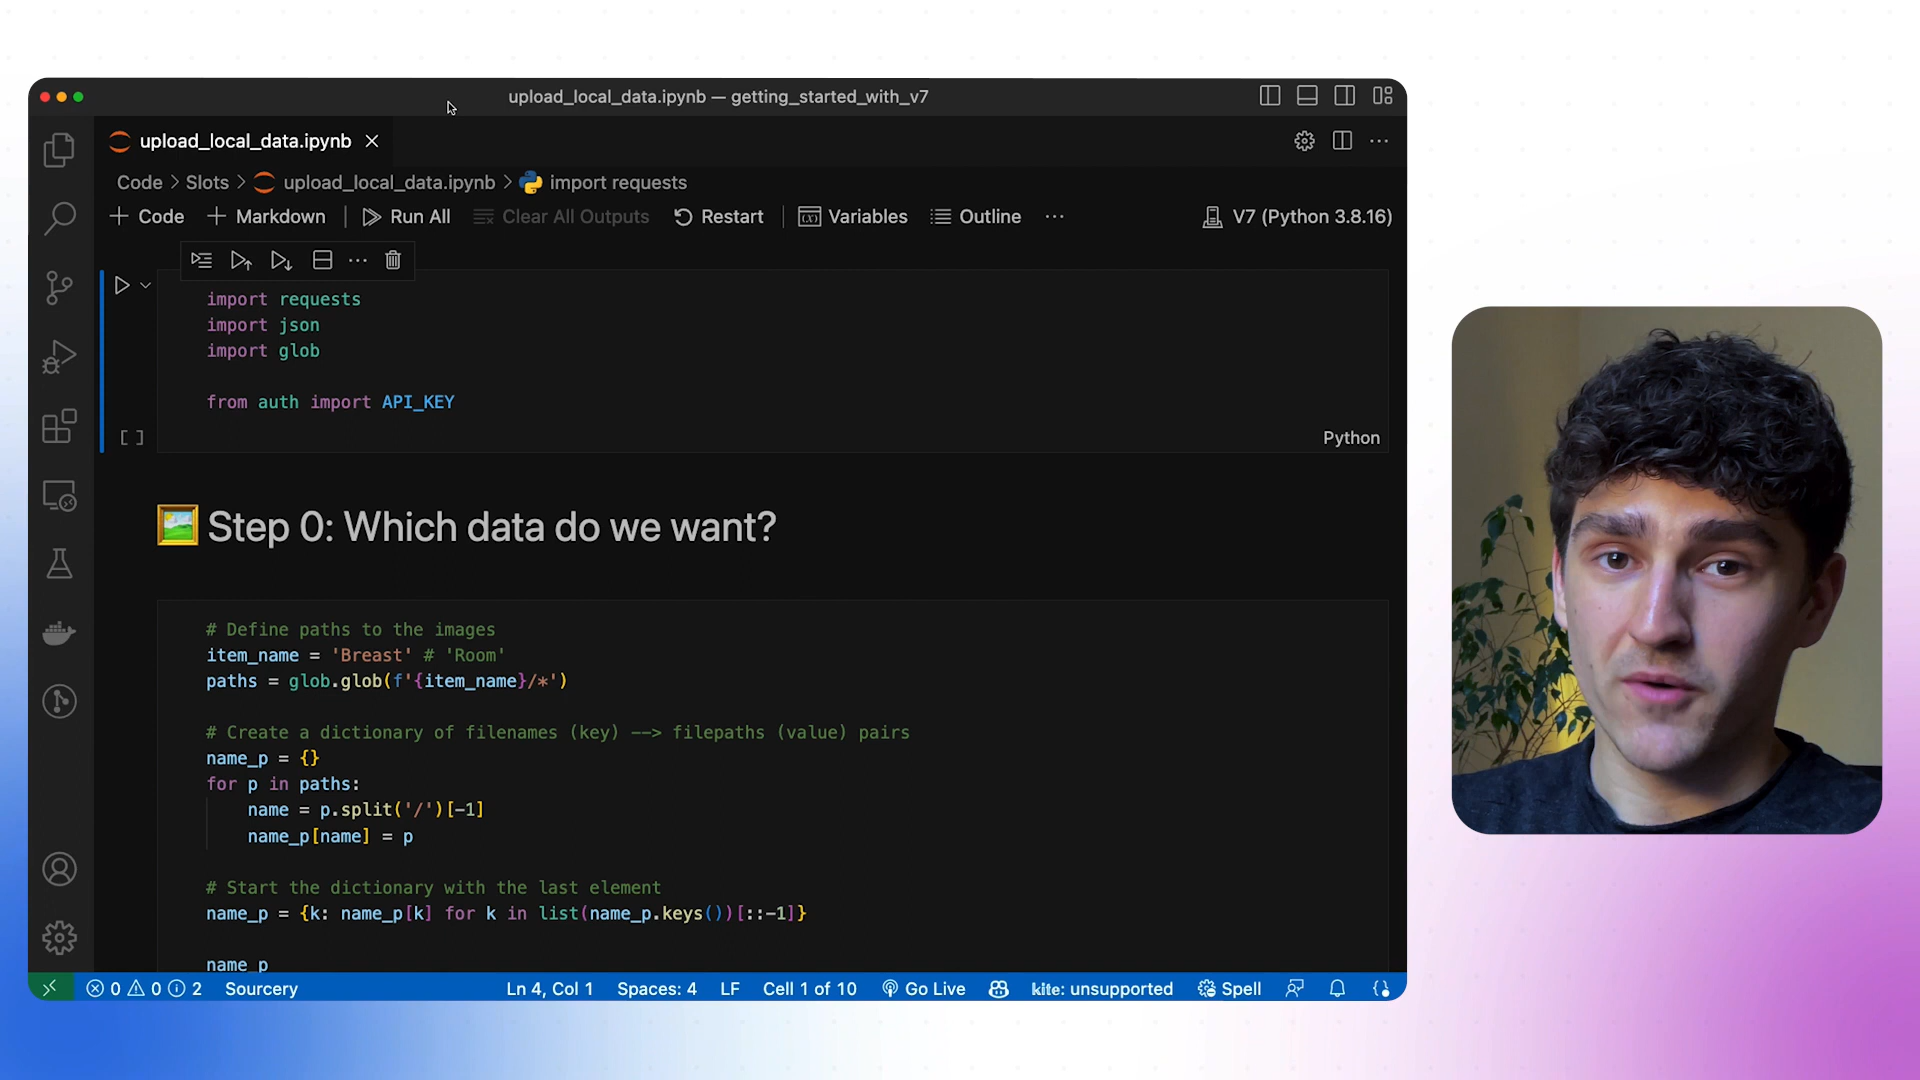 upload_local_data.ipynb — getting_started_with_v7
upload_local_data.ipynb
Code > Slots > upload_local_data.ipynb > import requests
+ Code + Markdown Run All Clear All Outputs Restart Variables Outline ... V7 (Python 3.8.16)
import requests
import json
import glob
from auth import API_KEY
[ ] Python
Step 0: Which data do we want?
# Define paths to the images
item_name = 'Breast' # 'Room'
paths = glob.glob(f'{item_name}/*')
# Create a dictionary of filenames (key) --> filepaths (value) pairs
name_p = {}
for p in paths:
    name = p.split('/')[-1]
    name_p[name] = p
# Start the dictionary with the last element
name_p = {k: name_p[k] for k in list(name_p.keys())[::-1]}
name_p
0 0 2 Sourcery Ln 4, Col 1 Spaces: 4 LF Cell 1 of 10 Go Live kite: unsupported Spell